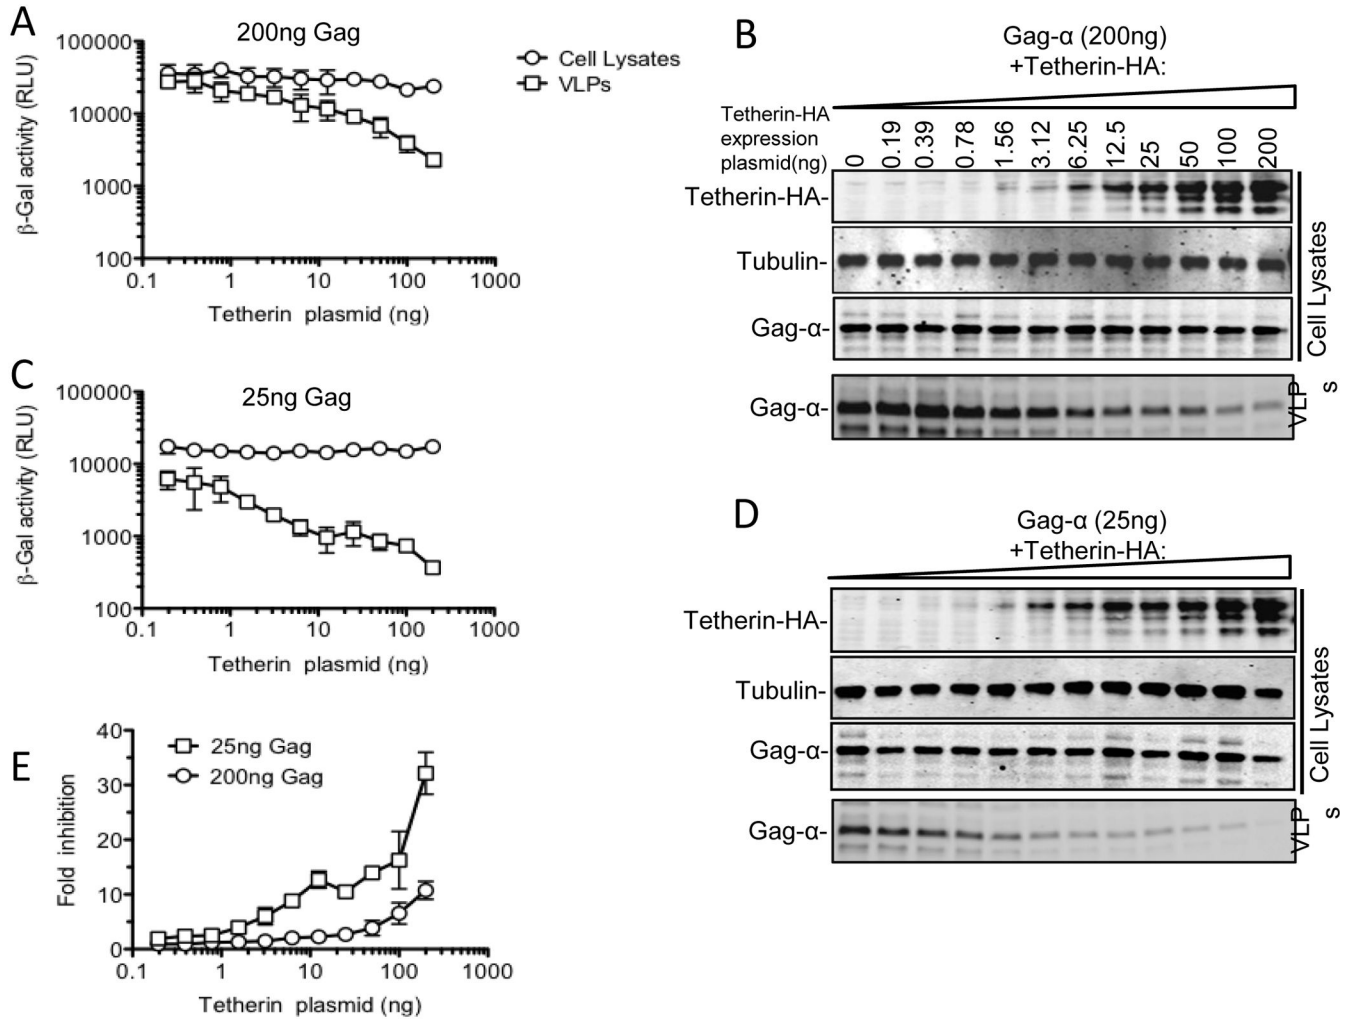 A
200ng Gag
β-Gal activity (RLU)
100000
10000
1000
100
0.1
1
10
100
1000
Tetherin plasmid (ng)
Cell Lysates
VLPs
B
Gag-α (200ng)
+Tetherin-HA:
Tetherin-HA
expression
plasmid(ng)
0
0.19
0.39
0.78
1.56
3.12
6.25
12.5
25
50
100
200
Tetherin-HA-
Tubulin-
Gag-α-
Cell Lysates
Gag-α-
VLP
s
C
25ng Gag
β-Gal activity (RLU)
100000
10000
1000
100
0.1
1
10
100
1000
Tetherin plasmid (ng)
D
Gag-α (25ng)
+Tetherin-HA:
Tetherin-HA-
Tubulin-
Gag-α-
Cell Lysates
Gag-α-
VLP
s
E
25ng Gag
200ng Gag
Fold inhibition
40
30
20
10
0
0.1
1
10
100
1000
Tetherin plasmid (ng)